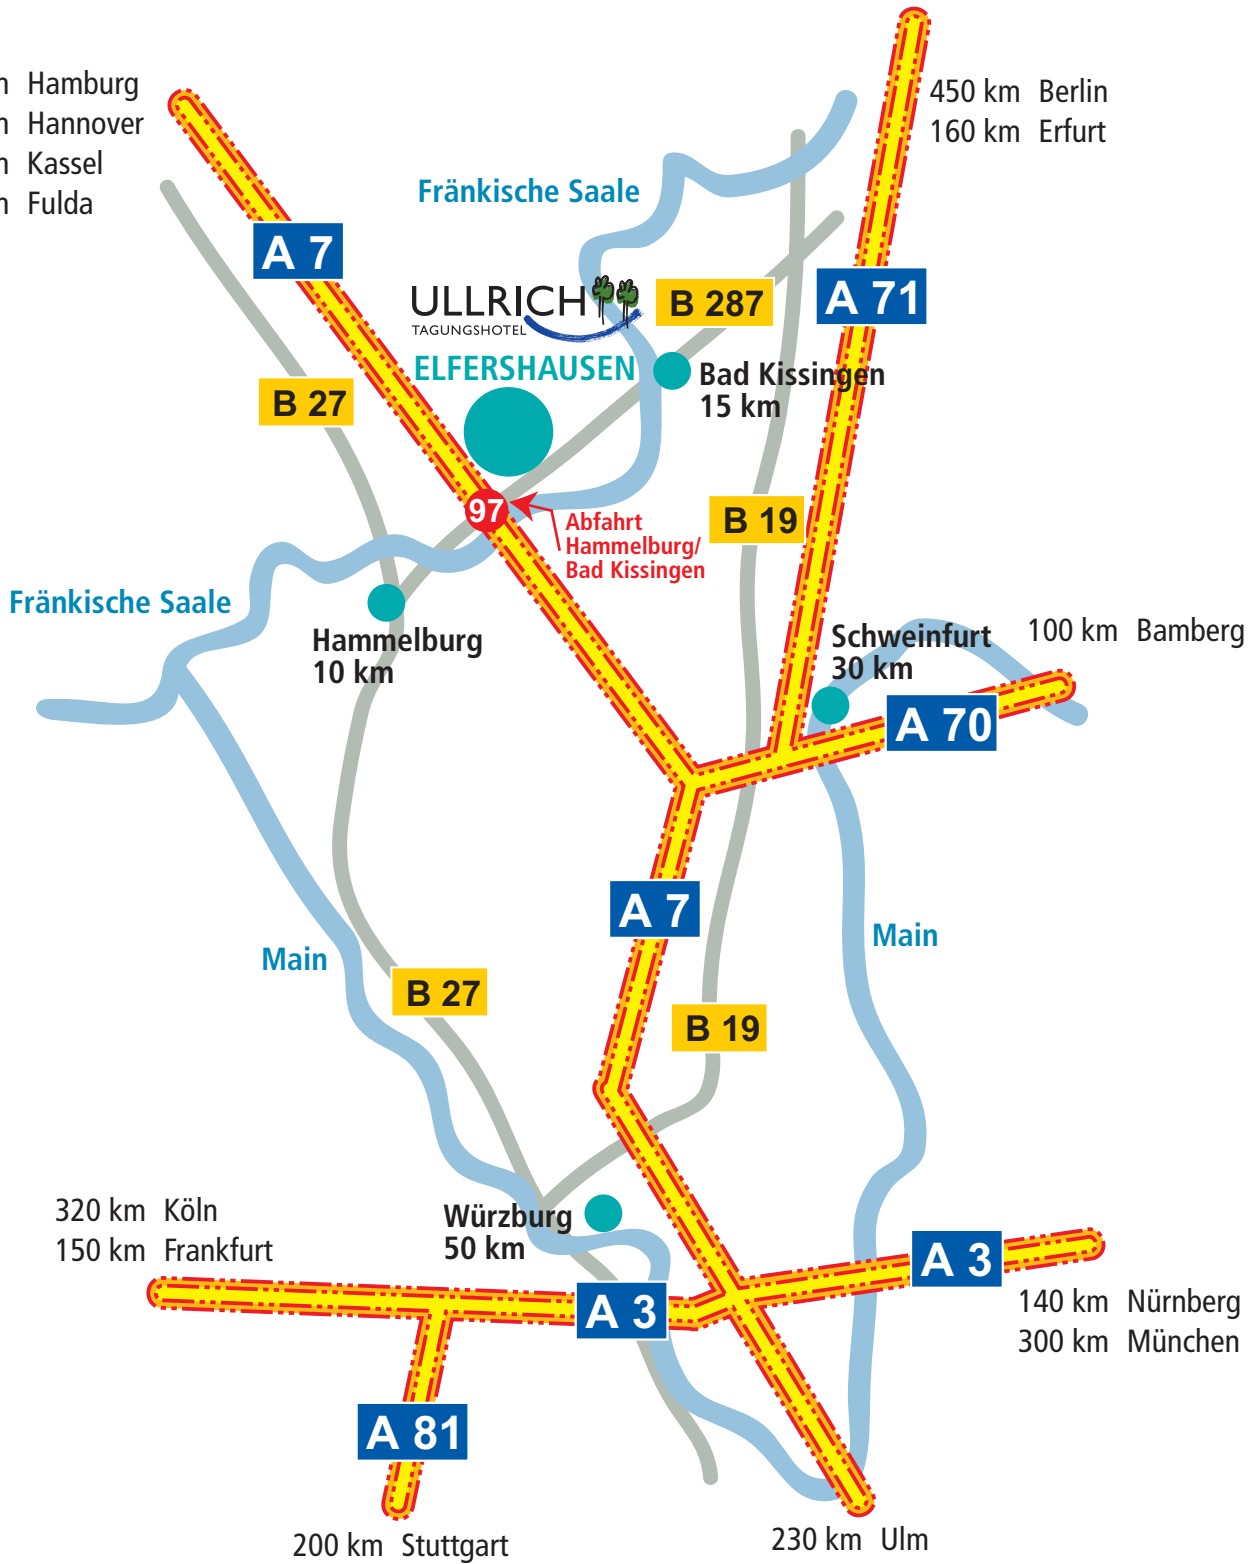 Hamburg
Hannover
Kassel
Fulda
450 km Berlin
160 km Erfurt
Fränkische Saale
A 7
A 71
B 287
ULLRICH
TAGUNGSHOTEL
ELFERSHAUSEN
Bad Kissingen
15 km
B 27
97
Abfahrt
Hammelburg/
Bad Kissingen
B 19
Fränkische Saale
Hammelburg
10 km
Schweinfurt
30 km
100 km Bamberg
A 70
A 7
Main
Main
B 27
B 19
320 km Köln
150 km Frankfurt
Würzburg
50 km
A 3
A 3
140 km Nürnberg
300 km München
A 81
200 km Stuttgart
230 km Ulm